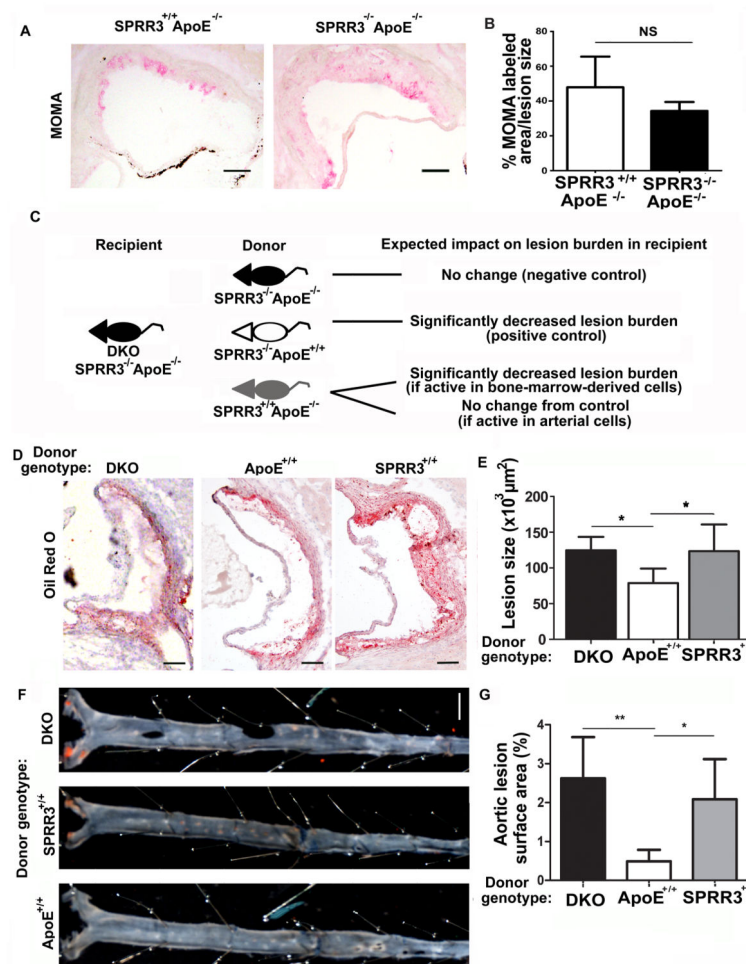 A
SPRR3+/+ApoE-/-
SPRR3-/-ApoE-/-
MOMA
B
NS
% MOMA labeled
area/lesion size
80
60
40
20
0
SPRR3+/+
ApoE-/-
SPRR3-/-
ApoE-/-
C
Recipient
Donor
Expected impact on lesion burden in recipient
SPRR3-/-ApoE-/-
No change (negative control)
DKO
SPRR3-/-ApoE-/-
SPRR3-/-ApoE+/+
Significantly decreased lesion burden
(positive control)
SPRR3+/+ApoE-/-
Significantly decreased lesion burden
(if active in bone-marrow-derived cells)
No change from control
(if active in arterial cells)
D
Donor
genotype:
DKO
ApoE+/+
SPRR3+/+
Oil Red O
E
Lesion size (x10³ µm²)
200
150
100
50
0
*
*
Donor
genotype:
DKO
ApoE+/+
SPRR3+
F
Donor genotype:
DKO
SPRR3+/+
ApoE+/+
G
Aortic lesion
surface area (%)
4
3
2
1
0
**
*
Donor
genotype:
DKO
ApoE+/+
SPRR3+